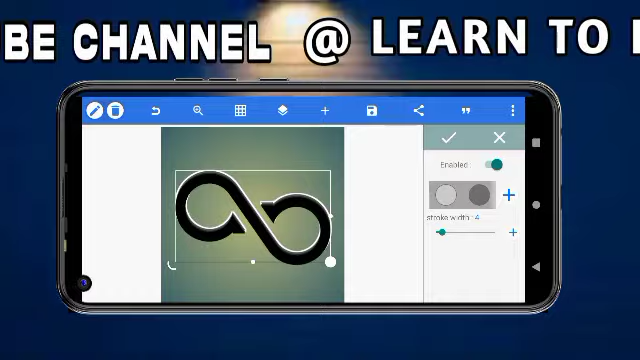 BE CHANNEL @ LEARN TO
Enabled :
stroke width : 4